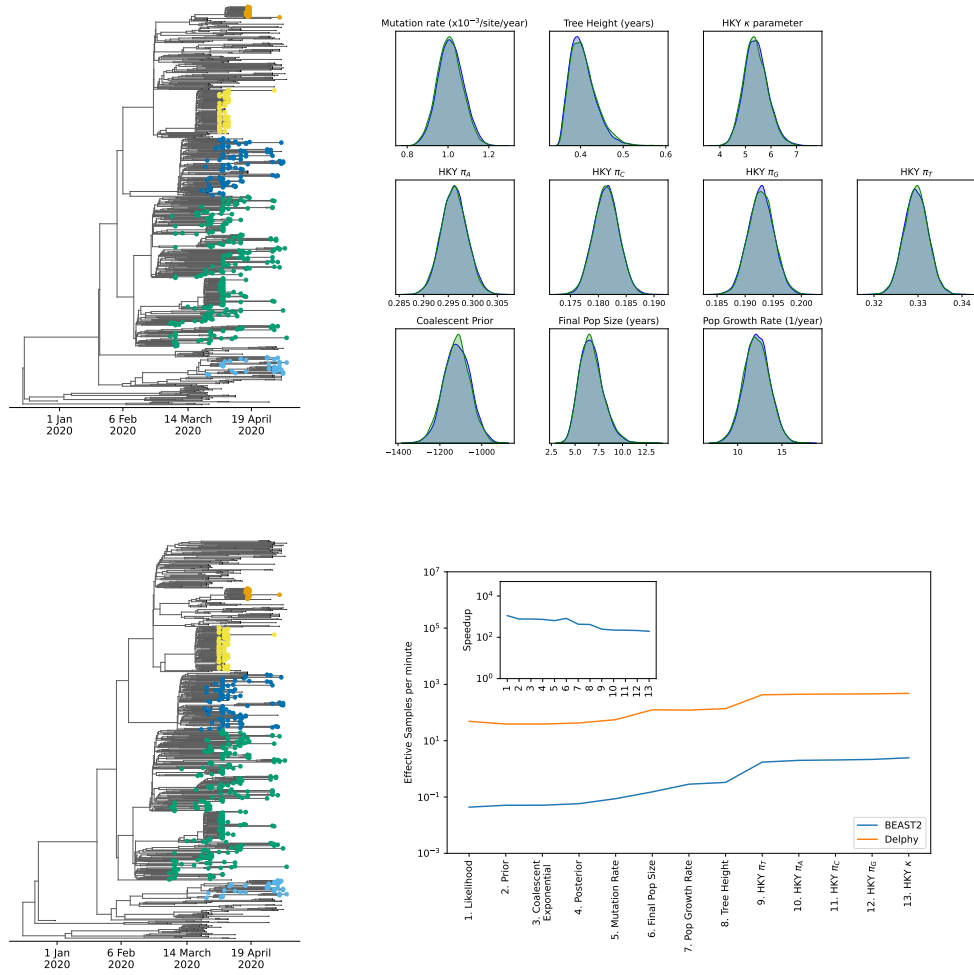 1 Jan
2020
6 Feb
2020
14 March
2020
19 April
2020
Mutation rate (x10⁻³/site/year)
0.8 1.0 1.2
Tree Height (years)
0.4 0.5 0.6
HKY κ parameter
4 5 6 7
HKY π_A
0.285 0.290 0.295 0.300 0.305
HKY π_C
0.175 0.180 0.185 0.190
HKY π_G
0.185 0.190 0.195 0.200
HKY π_T
0.32 0.33 0.34
Coalescent Prior
−1400 −1200 −1000
Final Pop Size (years)
2.5 5.0 7.5 10.0 12.5
Pop Growth Rate (1/year)
10 15
1 Jan
2020
6 Feb
2020
14 March
2020
19 April
2020
Effective Samples per minute
10⁷
10⁵
10³
10¹
10⁻¹
10⁻³
Speedup
10⁴
10²
10⁰
1 2 3 4 5 6 7 8 9 10 11 12 13
BEAST2
Delphy
1. Likelihood
2. Prior
3. Coalescent
Exponential
4. Posterior
5. Mutation Rate
6. Final Pop Size
7. Pop Growth Rate
8. Tree Height
9. HKY π_T
10. HKY π_A
11. HKY π_C
12. HKY π_G
13. HKY κ